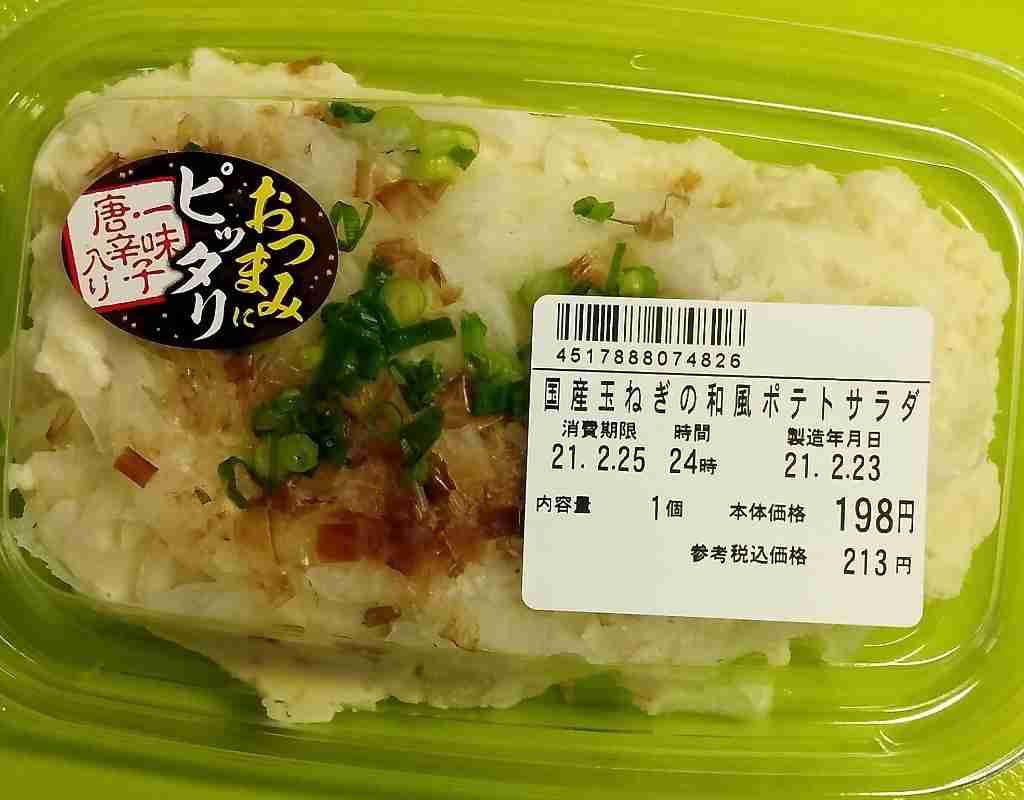 おつまみに
ピッタリ
一味
唐辛子
入り
4517888074826
国産玉ねぎの和風ポテトサラダ
消費期限 時間 製造年月日
21. 2.25 24時 21. 2.23
内容量 1個 本体価格 198円
参考税込価格 213円